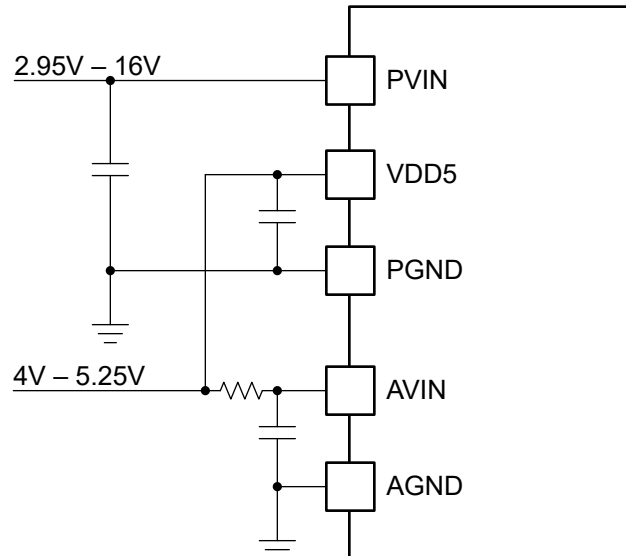 2.95V – 16V
PVIN
VDD5
PGND
4V – 5.25V
AVIN
AGND